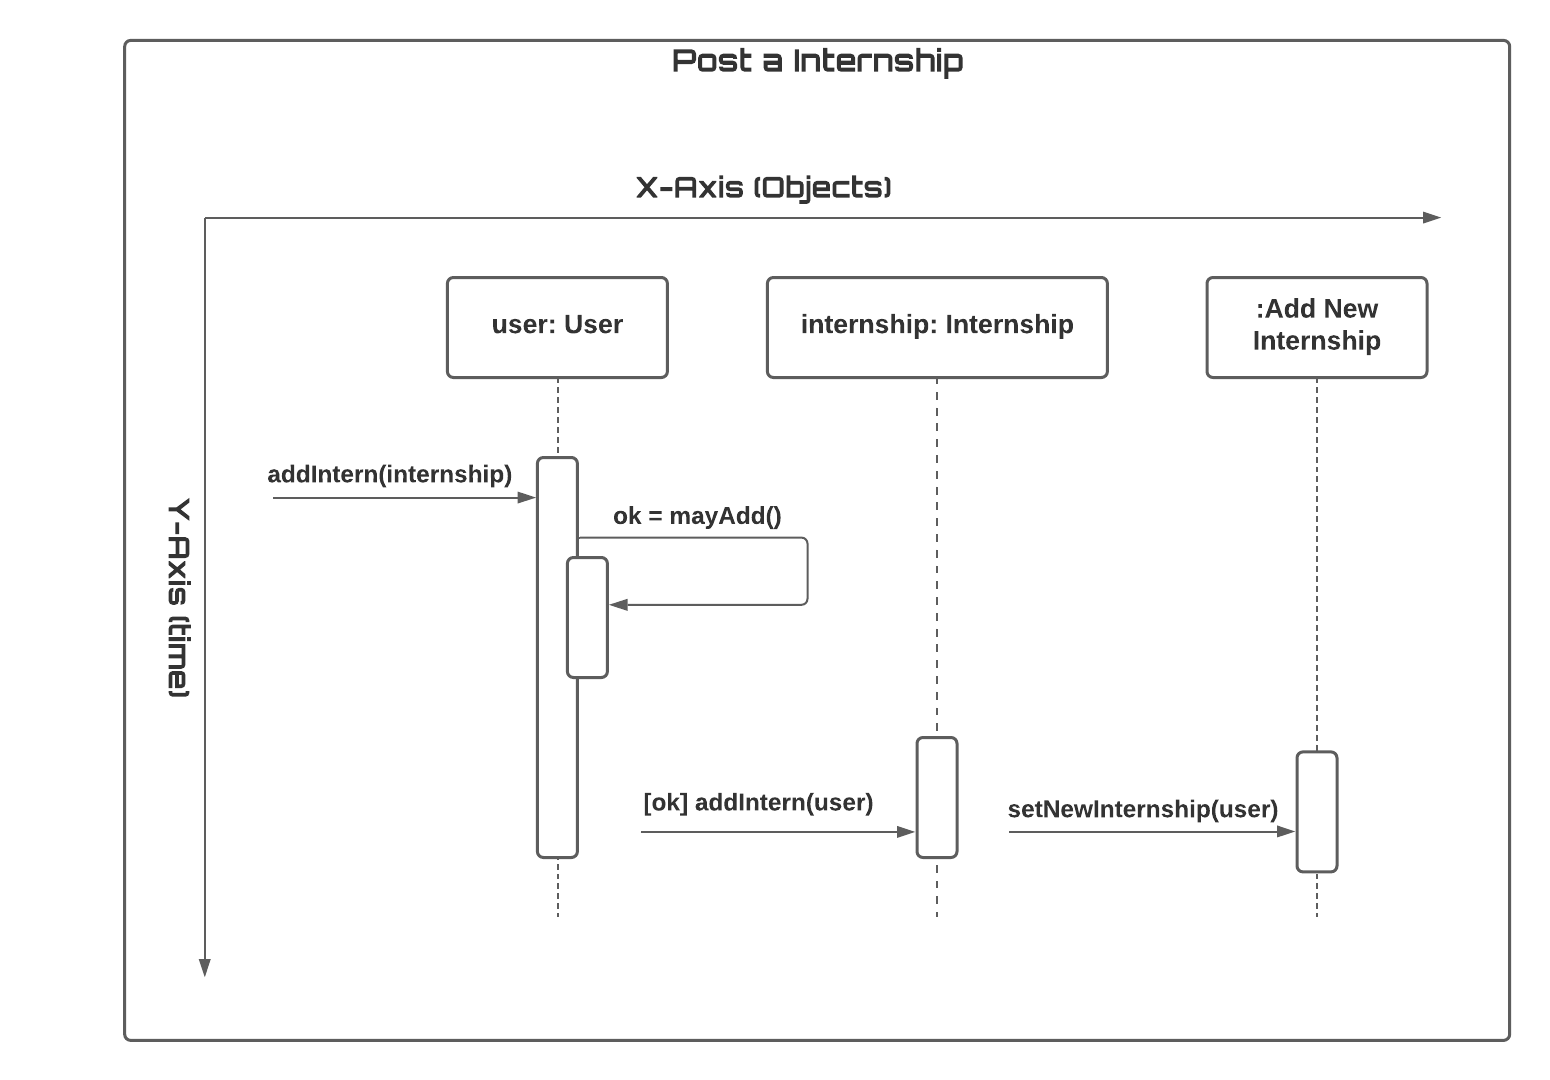 Post a Internship
X-Axis (Objects)
user: User
internship: Internship
:Add New
Internship
addIntern(internship)
Y-Axis (time)
ok = mayAdd()
[ok] addIntern(user)
setNewInternship(user)